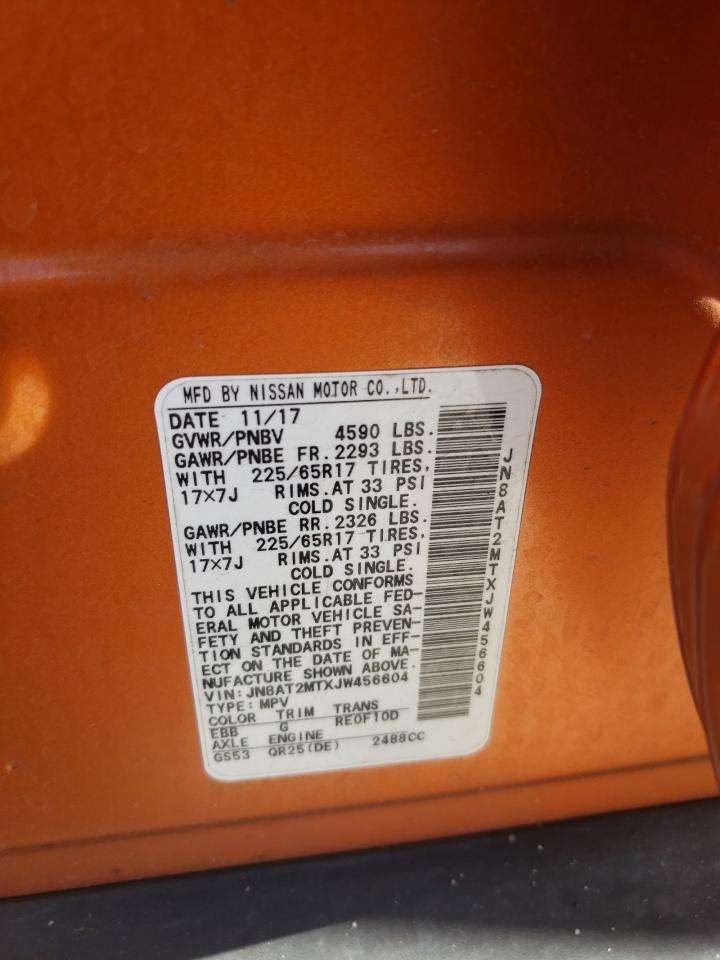 MFD BY NISSAN MOTOR CO.,LTD.
DATE 11/17
GVWR/PNBV 4590 LBS.
GAWR/PNBE FR. 2293 LBS.
WITH 225/65R17 TIRES,
17×7J RIMS. AT 33 PSI
COLD SINGLE.
GAWR/PNBE RR. 2326 LBS.
WITH 225/65R17 TIRES,
17×7J RIMS. AT 33 PSI
COLD SINGLE.
THIS VEHICLE CONFORMS
TO ALL APPLICABLE FED-
ERAL MOTOR VEHICLE SA-
FETY AND THEFT PREVEN-
TION STANDARDS IN EFF-
ECT ON THE DATE OF MA-
NUFACTURE SHOWN ABOVE.
VIN: JN8AT2MTXJW456604
TYPE: MPV
COLOR TRIM TRANS
EBB G RE0F10D
AXLE ENGINE
GS53 QR25(DE) 2488CC
JN8AT2MTXJW456604